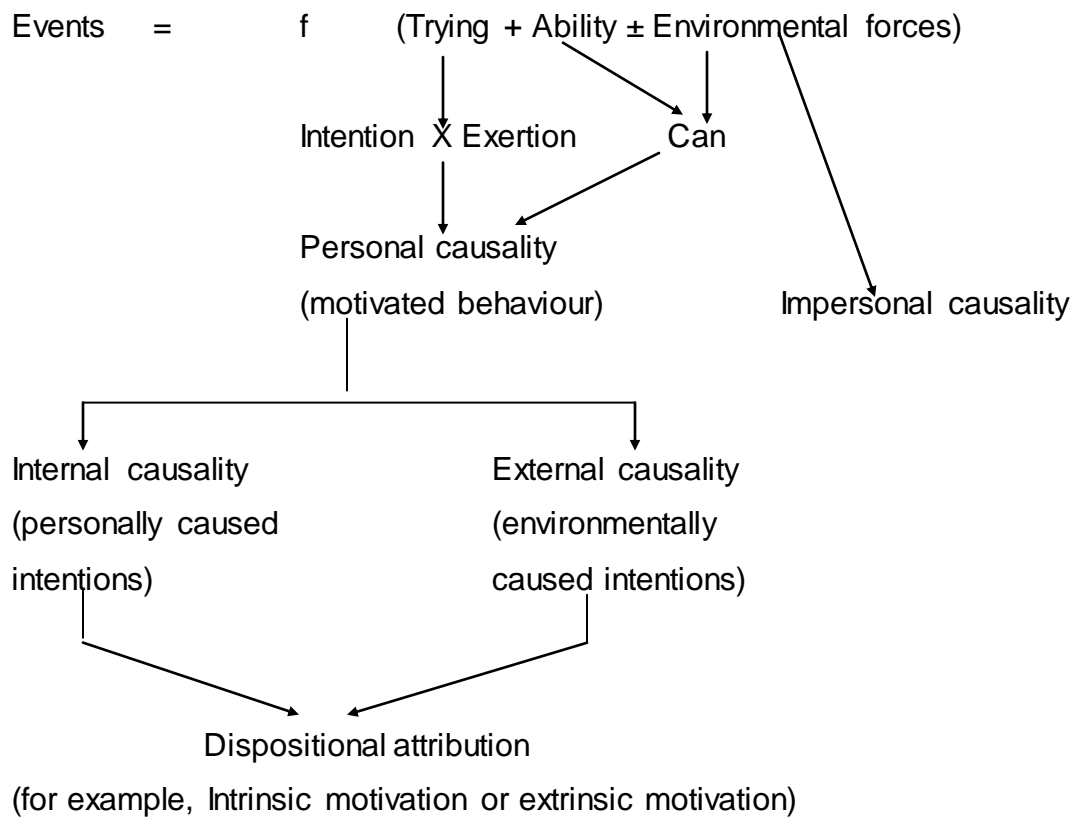 Events = f (Trying + Ability ± Environmental forces)
Intention X Exertion Can
Personal causality
(motivated behaviour) Impersonal causality
Internal causality External causality
(personally caused (environmentally
intentions) caused intentions)
Dispositional attribution
(for example, Intrinsic motivation or extrinsic motivation)